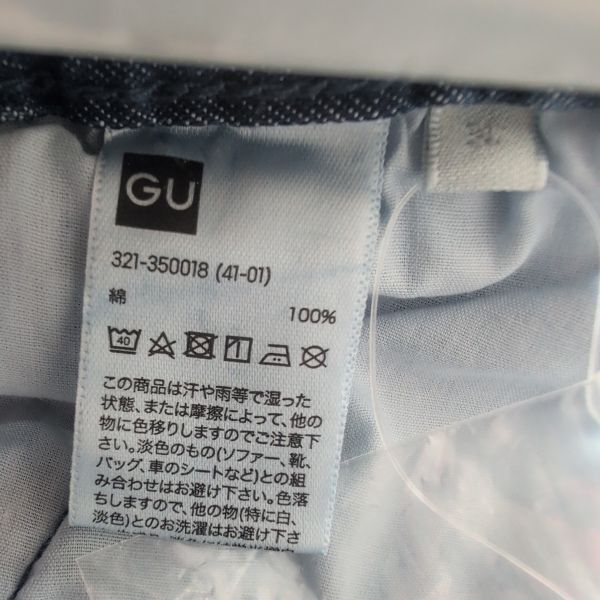 GU
321-350018 (41-01)
綿 100%
40
この商品は汗や雨等で湿った
状態、または摩擦によって、他の
物に色移りしますのでご注意下
さい。淡色のもの(ソファー、靴、
バッグ、車のシートなど)との組
み合わせはお避け下さい。色落
ちしますので、他の物(特に白、
淡色)とのお洗濯はお避け下さ